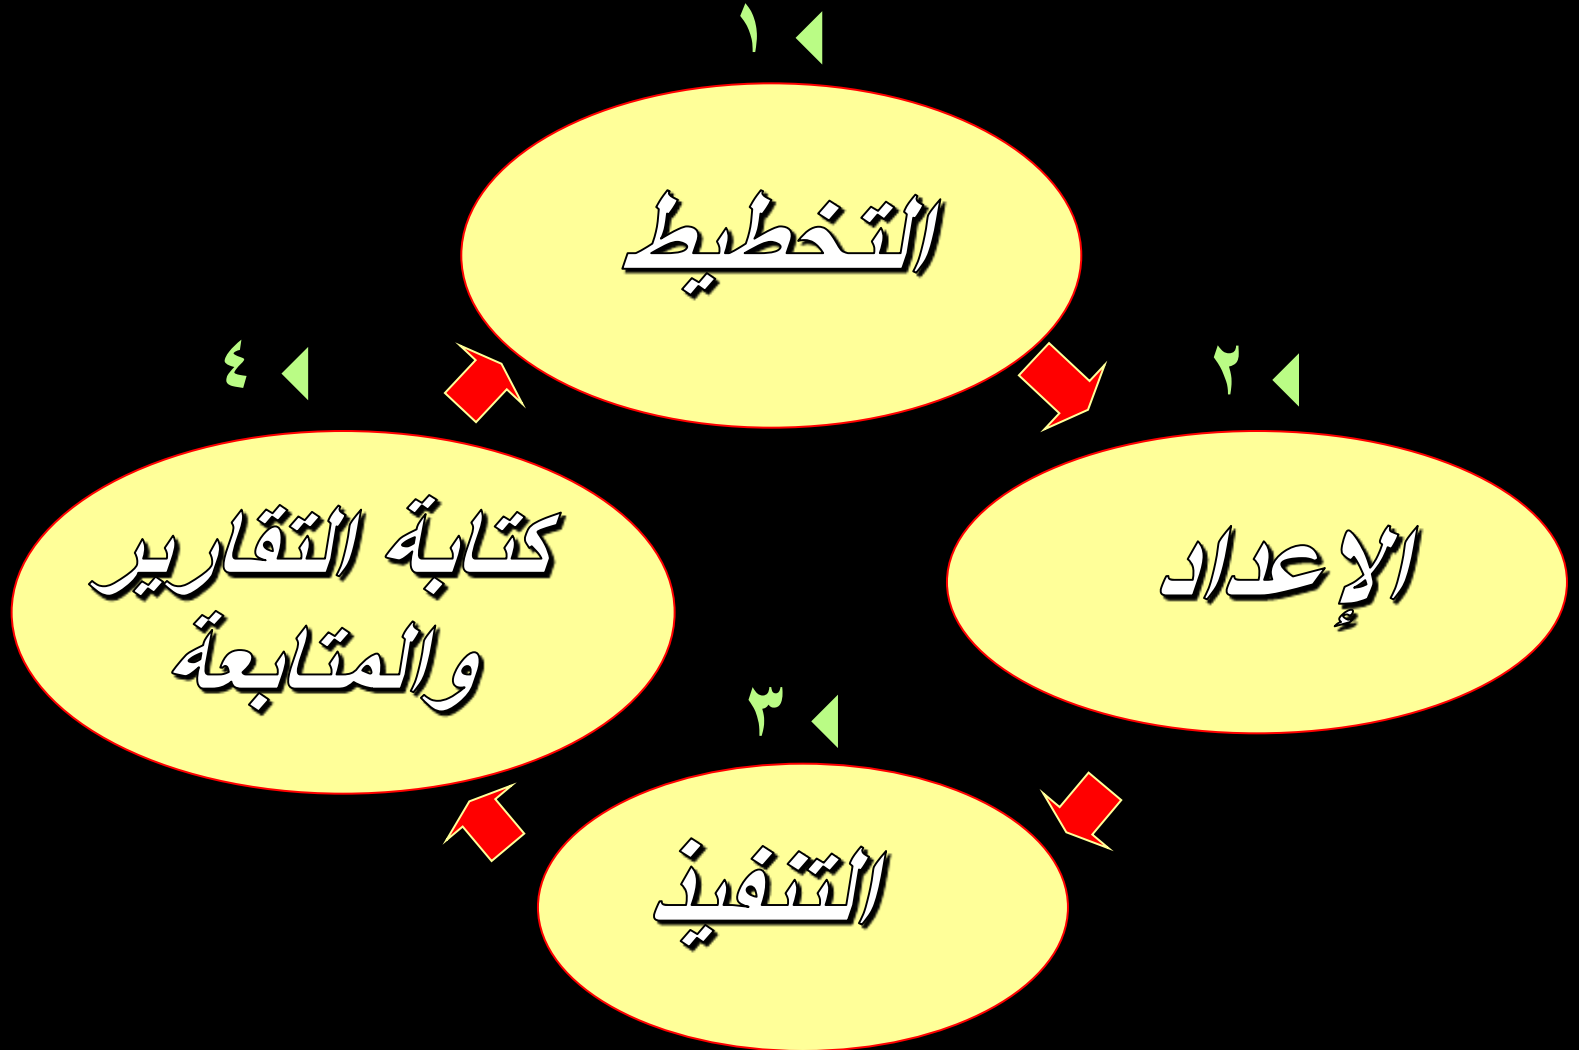 ١
التخطيط
٢
الإعداد
٣
التنفيذ
٤
كتابة التقارير
والمتابعة